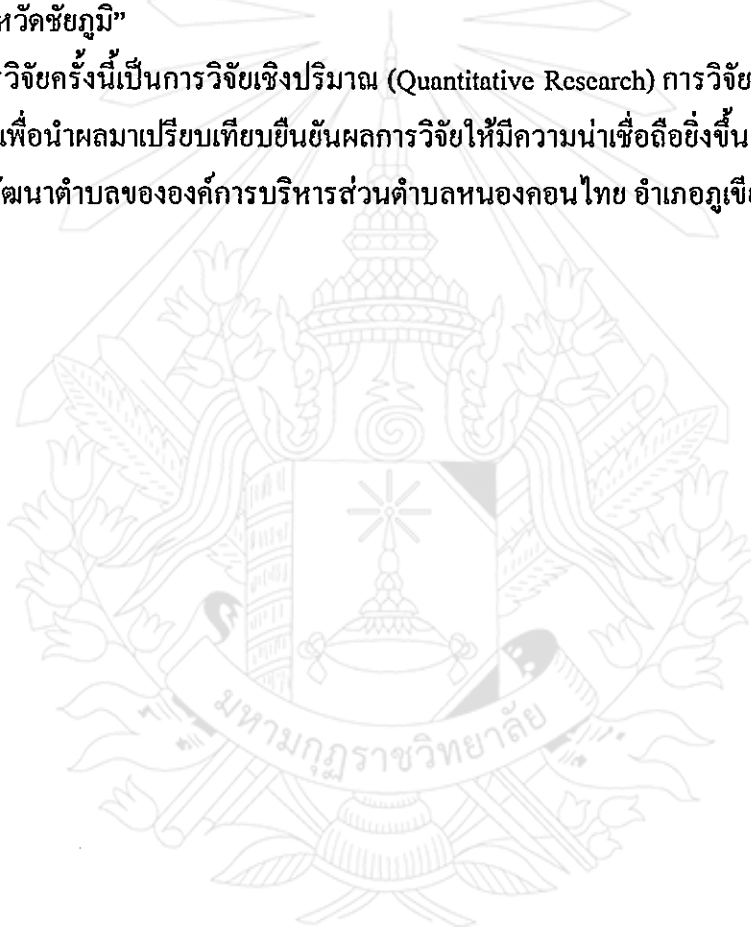 หวัดชัยภูมิ”
รวิจัยครั้งนี้เป็นการวิจัยเชิงปริมาณ (Quantitative Research) การวิจัย
นเพื่อนำผลมาเปรียบเทียบยืนยันผลการวิจัยให้มีความน่าเชื่อถือยิ่งขึ้น
ัฒนาตำบลขององค์การบริหารส่วนตำบลหนองคอนไทย อำเภอภูเขีย
มหามกุฏราชวิทยาลัย